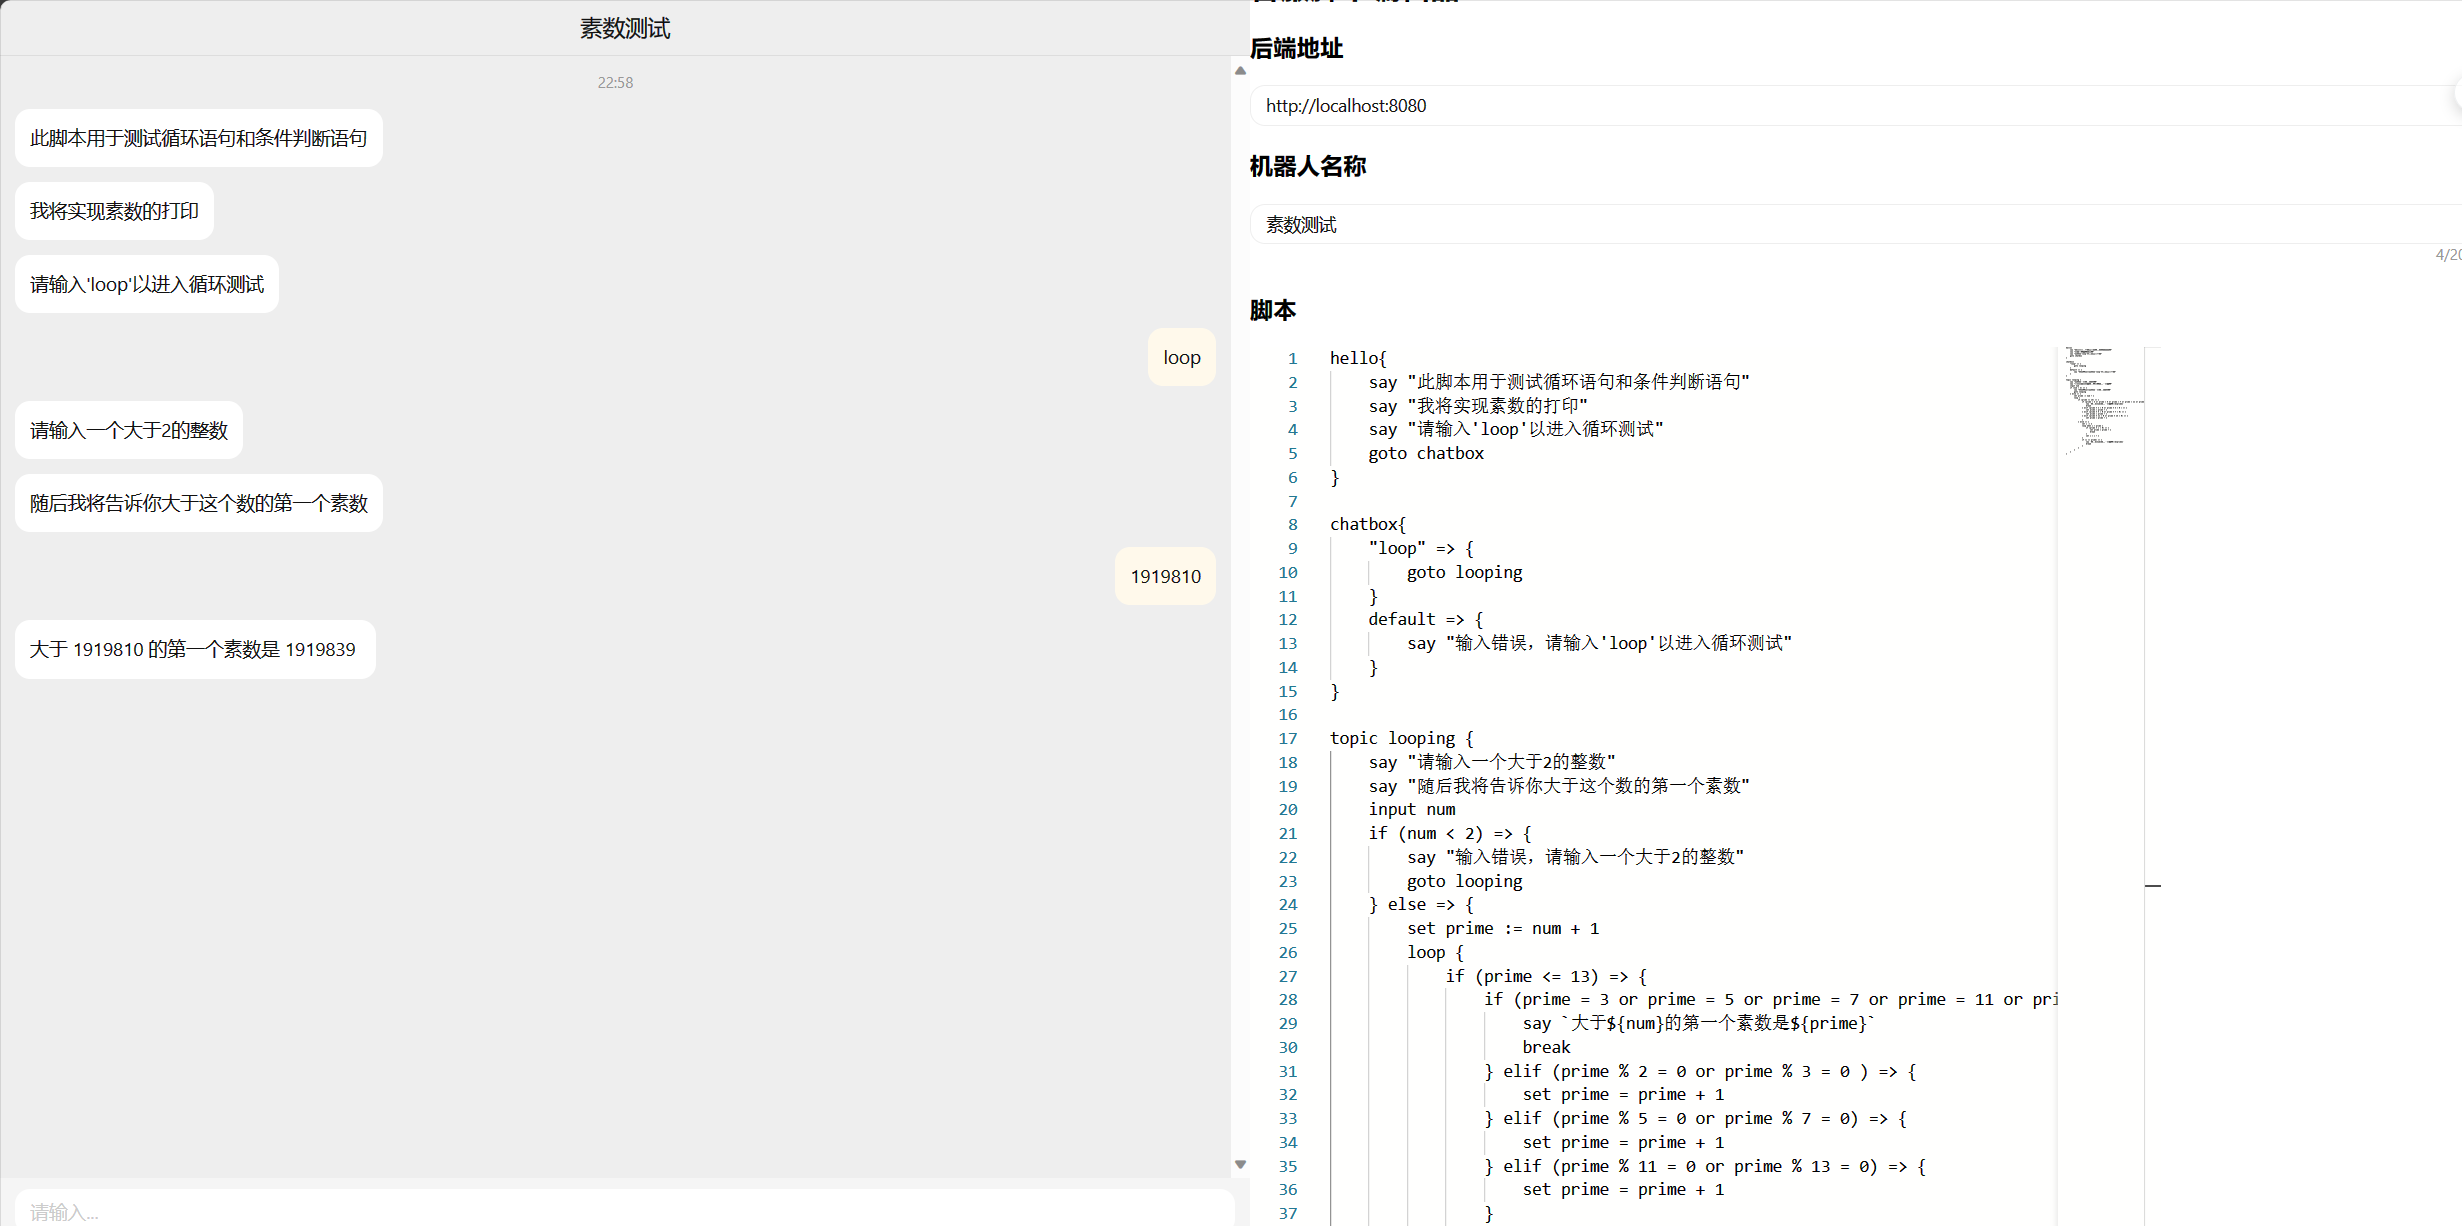 素数测试
22:58
此脚本用于测试循环语句和条件判断语句
我将实现素数的打印
请输入'loop'以进入循环测试
loop
请输入一个大于2的整数
随后我将告诉你大于这个数的第一个素数
1919810
大于 1919810 的第一个素数是 1919839
请输入...
后端地址
http://localhost:8080
机器人名称
素数测试
4/20
脚本
1 hello{
2     say "此脚本用于测试循环语句和条件判断语句"
3     say "我将实现素数的打印"
4     say "请输入'loop'以进入循环测试"
5     goto chatbox
6 }
7
8 chatbox{
9     "loop" => {
10         goto looping
11     }
12     default => {
13         say "输入错误，请输入'loop'以进入循环测试"
14     }
15 }
16
17 topic looping {
18     say "请输入一个大于2的整数"
19     say "随后我将告诉你大于这个数的第一个素数"
20     input num
21     if (num < 2) => {
22         say "输入错误，请输入一个大于2的整数"
23         goto looping
24     } else => {
25         set prime := num + 1
26         loop {
27             if (prime <= 13) => {
28                 if (prime = 3 or prime = 5 or prime = 7 or prime = 11 or pri
29                     say `大于${num}的第一个素数是${prime}`
30                     break
31                 } elif (prime % 2 = 0 or prime % 3 = 0 ) => {
32                     set prime = prime + 1
33                 } elif (prime % 5 = 0 or prime % 7 = 0) => {
34                     set prime = prime + 1
35                 } elif (prime % 11 = 0 or prime % 13 = 0) => {
36                     set prime = prime + 1
37                 }